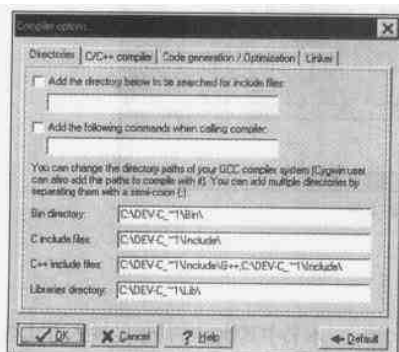 Compiler options
Directories C/C++ compiler Code generation / Optimization Linker
Add the directory below to be searched for include files:
Add the following commands when calling compiler:
You can change the directory paths of your GCC compiler system (Cygwin user
can also add the paths to compile with it). You can add multiple directories by
separating them with a semi-colon (;)
Bin directory: C:\DEV-C_~1\Bin\
C include files: C:\DEV-C_~1\Include\
C++ include files: C:\DEV-C_~1\Include\G++;C:\DEV-C_~1\Include\
Libraries directory: C:\DEV-C_~1\Lib\
OK Cancel ? Help Default